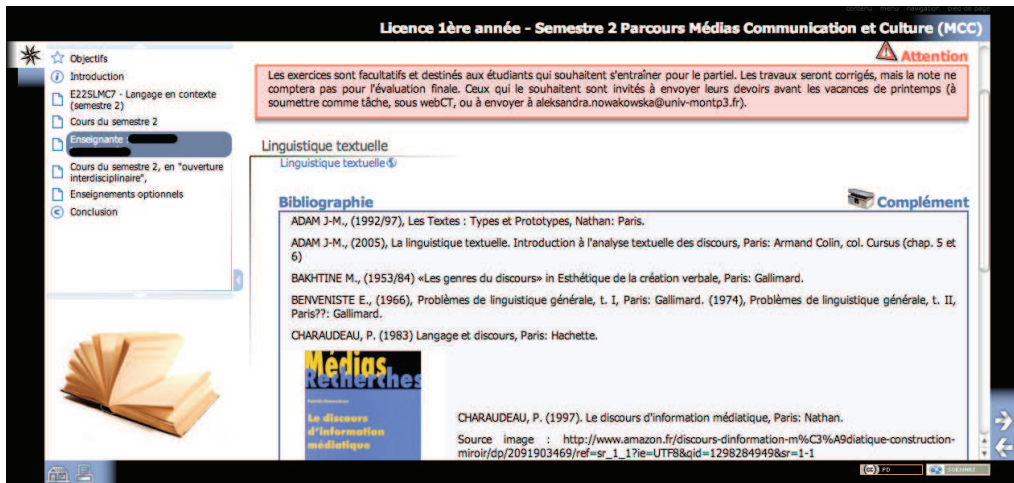 contenu menu navigation pied de page
Licence 1ère année - Semestre 2 Parcours Médias Communication et Culture (MCC)
Objectifs
Introduction
E22SLMC7 - Langage en contexte
(semestre 2)
Cours du semestre 2
Enseignante :
Cours du semestre 2, en "ouverture
interdisciplinaire",
Enseignements optionnels
Conclusion
Attention
Les exercices sont facultatifs et destinés aux étudiants qui souhaitent s'entraîner pour le partiel. Les travaux seront corrigés, mais la note ne
comptera pas pour l'évaluation finale. Ceux qui le souhaitent sont invités à envoyer leurs devoirs avant les vacances de printemps (à
soumettre comme tâche, sous webCT, ou à envoyer à aleksandra.nowakowska@univ-montp3.fr).
Linguistique textuelle
Linguistique textuelle
Bibliographie
Complément
ADAM J-M., (1992/97), Les Textes : Types et Prototypes, Nathan: Paris.
ADAM J-M., (2005), La linguistique textuelle. Introduction à l'analyse textuelle des discours, Paris: Armand Colin, col. Cursus (chap. 5 et
6)
BAKHTINE M., (1953/84) «Les genres du discours» in Esthétique de la création verbale, Paris: Gallimard.
BENVENISTE E., (1966), Problèmes de linguistique générale, t. I, Paris: Gallimard. (1974), Problèmes de linguistique générale, t. II,
Paris??: Gallimard.
CHARAUDEAU, P. (1983) Langage et discours, Paris: Hachette.
Médias
Recherches
Le discours
d'information
médiatique
CHARAUDEAU, P. (1997). Le discours d'information médiatique, Paris: Nathan.
Source image : http://www.amazon.fr/discours-dinformation-m%C3%A9diatique-construction-
miroir/dp/2091903469/ref=sr_1_1?ie=UTF8&qid=1298284949&sr=1-1
(cc) PD